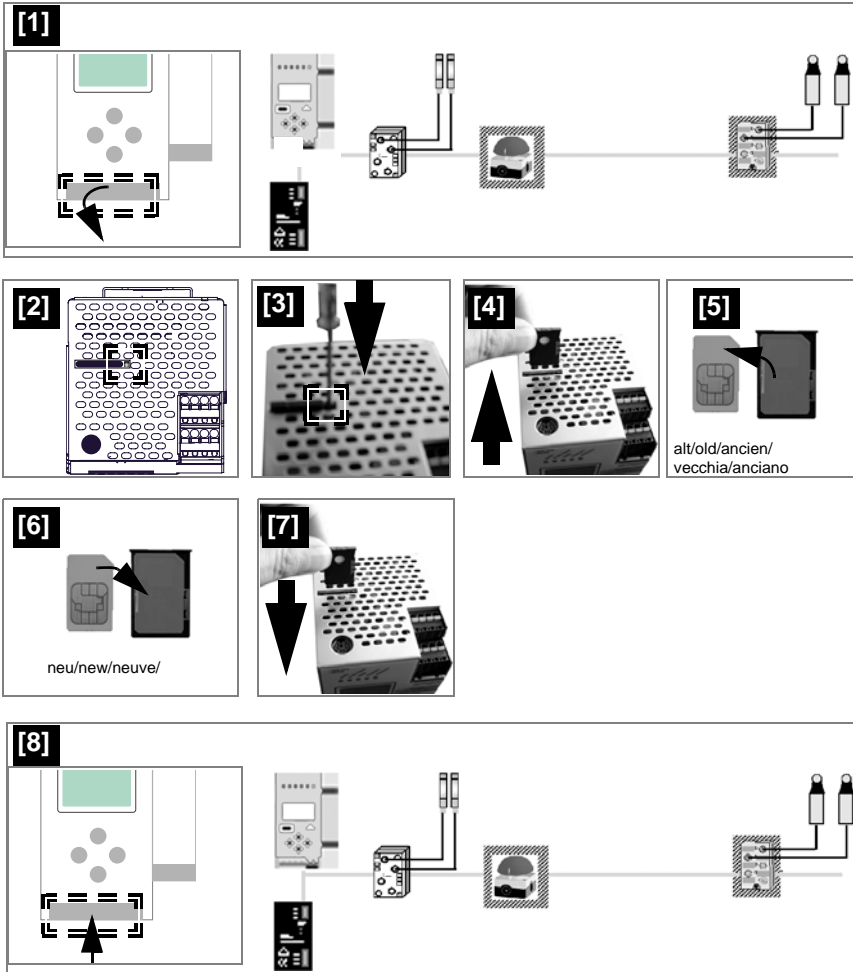 [1]
[2]
[3]
[4]
[5]
alt/old/ancien/
vecchia/anciano
[6]
neu/new/neuve/
[7]
[8]